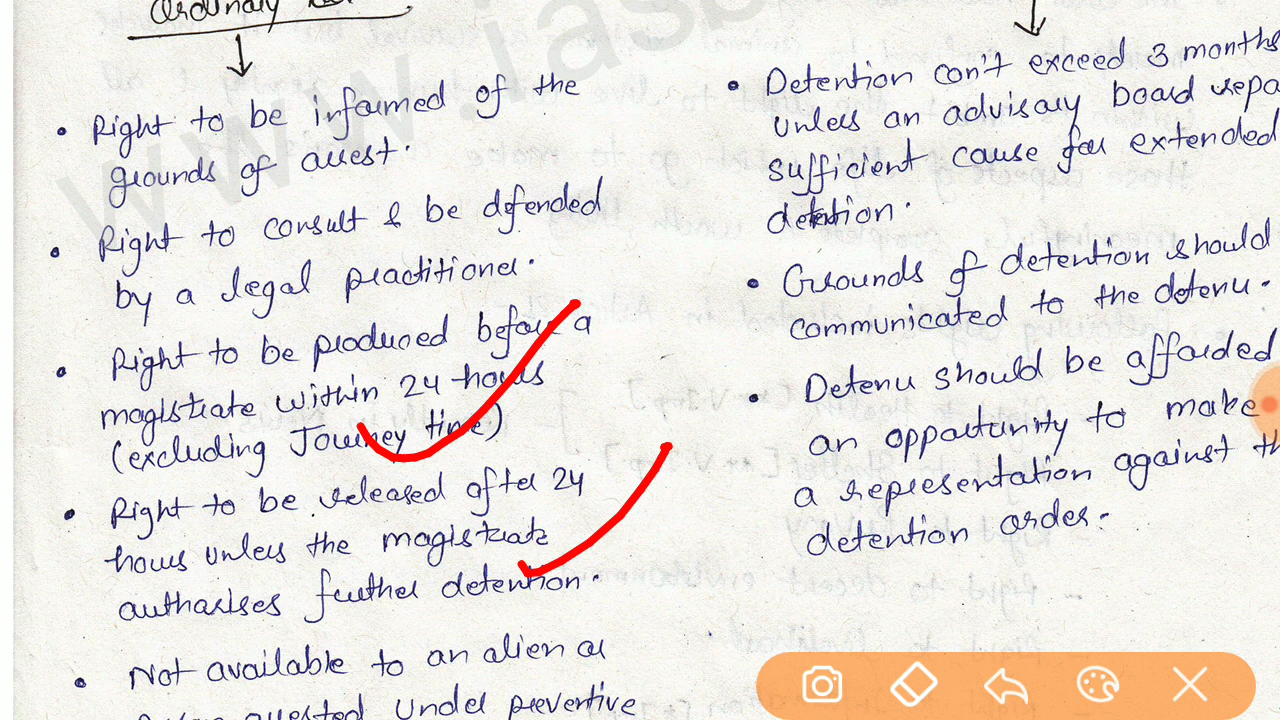 ordinary
• Right to be informed of the
grounds of arrest.
• Right to consult & be defended
by a legal practitioner.
• Right to be produced before a
magistrate within 24 hours
(excluding Journey time)
• Right to be released after 24
hours unless the magistrate
authorises further detention.
• Not available to an alien or
arrested under preventive
• Detention can't exceed 3 months
unless an advisory board repo
sufficient cause for extended
detention.
• Grounds of detention should
communicated to the detenu.
• Detenu should be afforded
an opportunity to make
a representation against th
detention order.
www.iasb